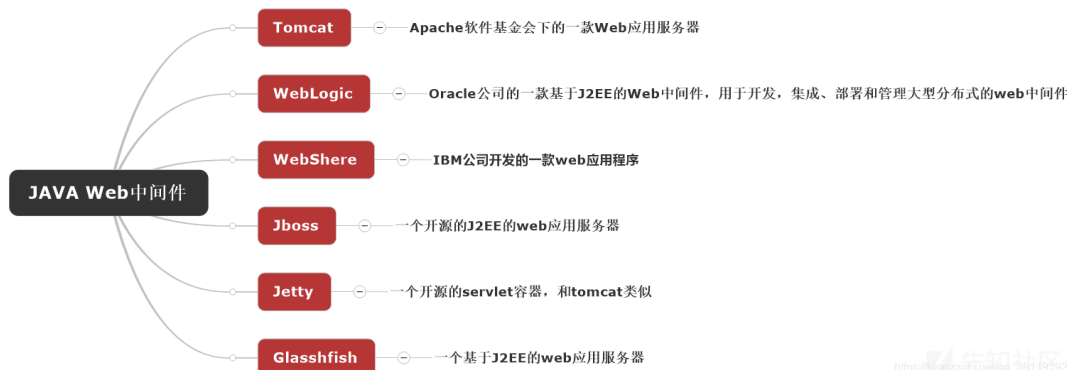 Tomcat
Apache软件基金会下的一款Web应用服务器
WebLogic
Oracle公司的一款基于J2EE的Web中间件，用于开发，集成、部署和管理大型分布式的web中间件
WebShere
IBM公司开发的一款web应用程序
JAVA Web中间件
Jboss
一个开源的J2EE的web应用服务器
Jetty
一个开源的servlet容器，和tomcat类似
Glasshfish
一个基于J2EE的web应用服务器